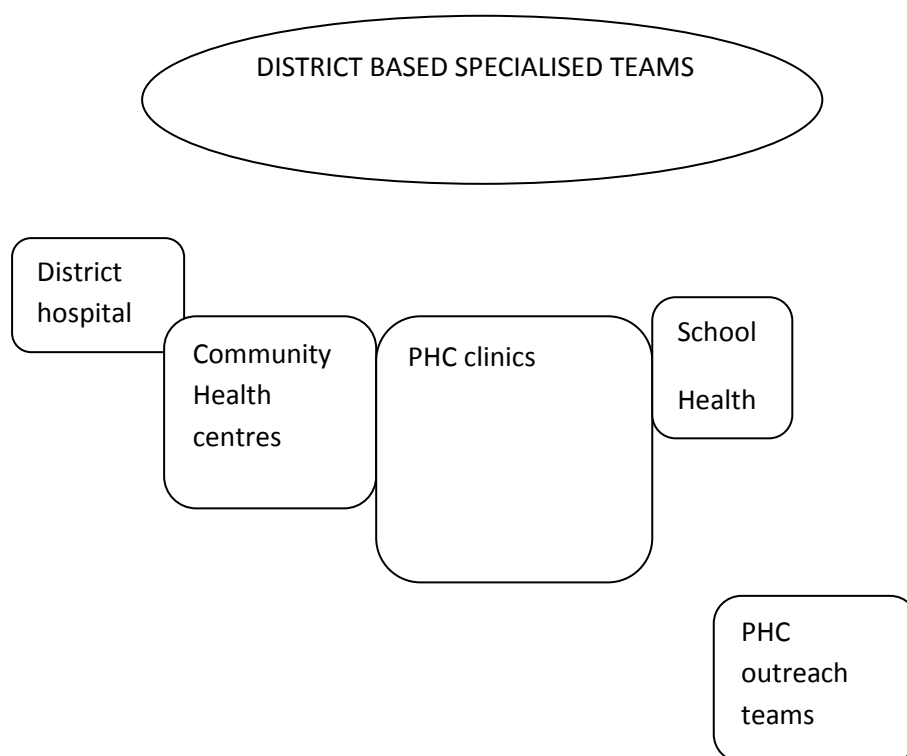 DISTRICT BASED SPECIALISED TEAMS
District
hospital
Community
Health
centres
PHC clinics
School
Health
PHC
outreach
teams